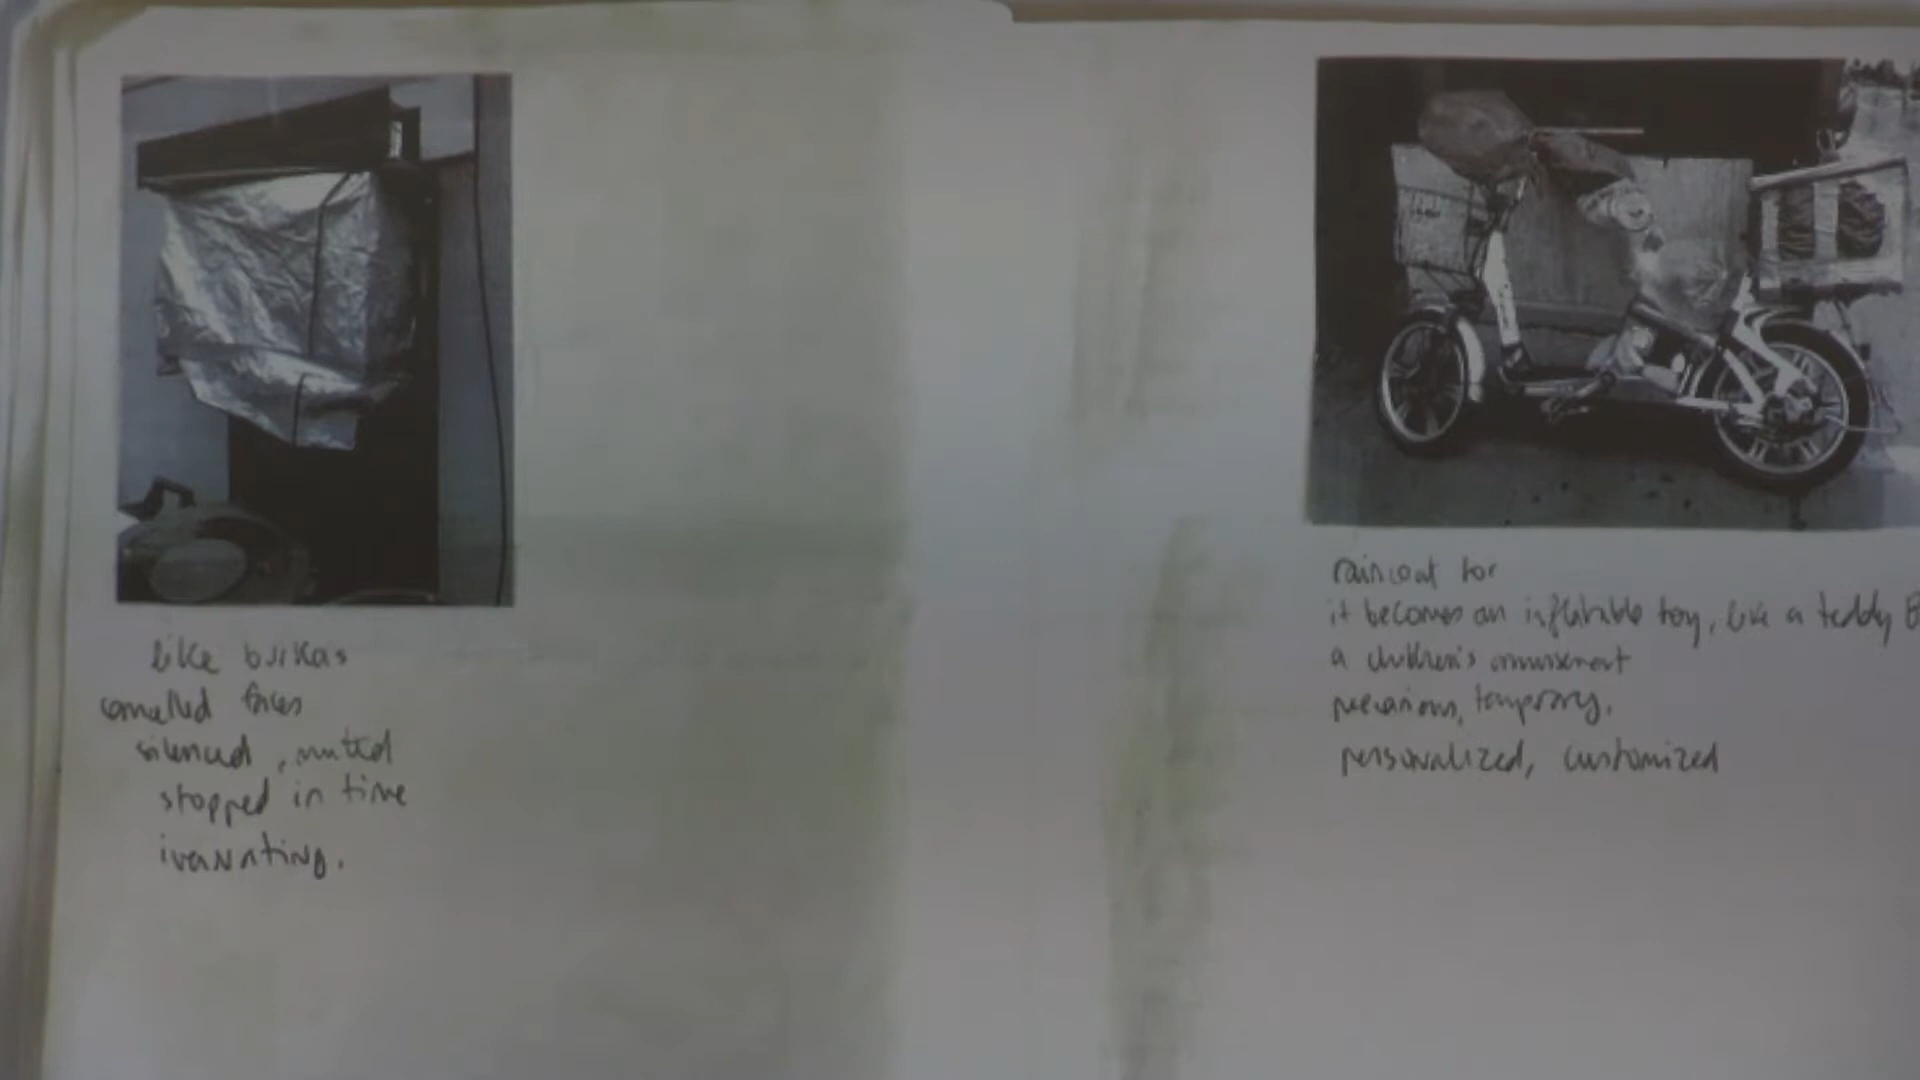 like burkas
faces
silenced, muted
stopped in time
raincoat for
it becomes an inflatable toy, like a teddy B
a children's amusement
precarious, temporary,
personalized, customized